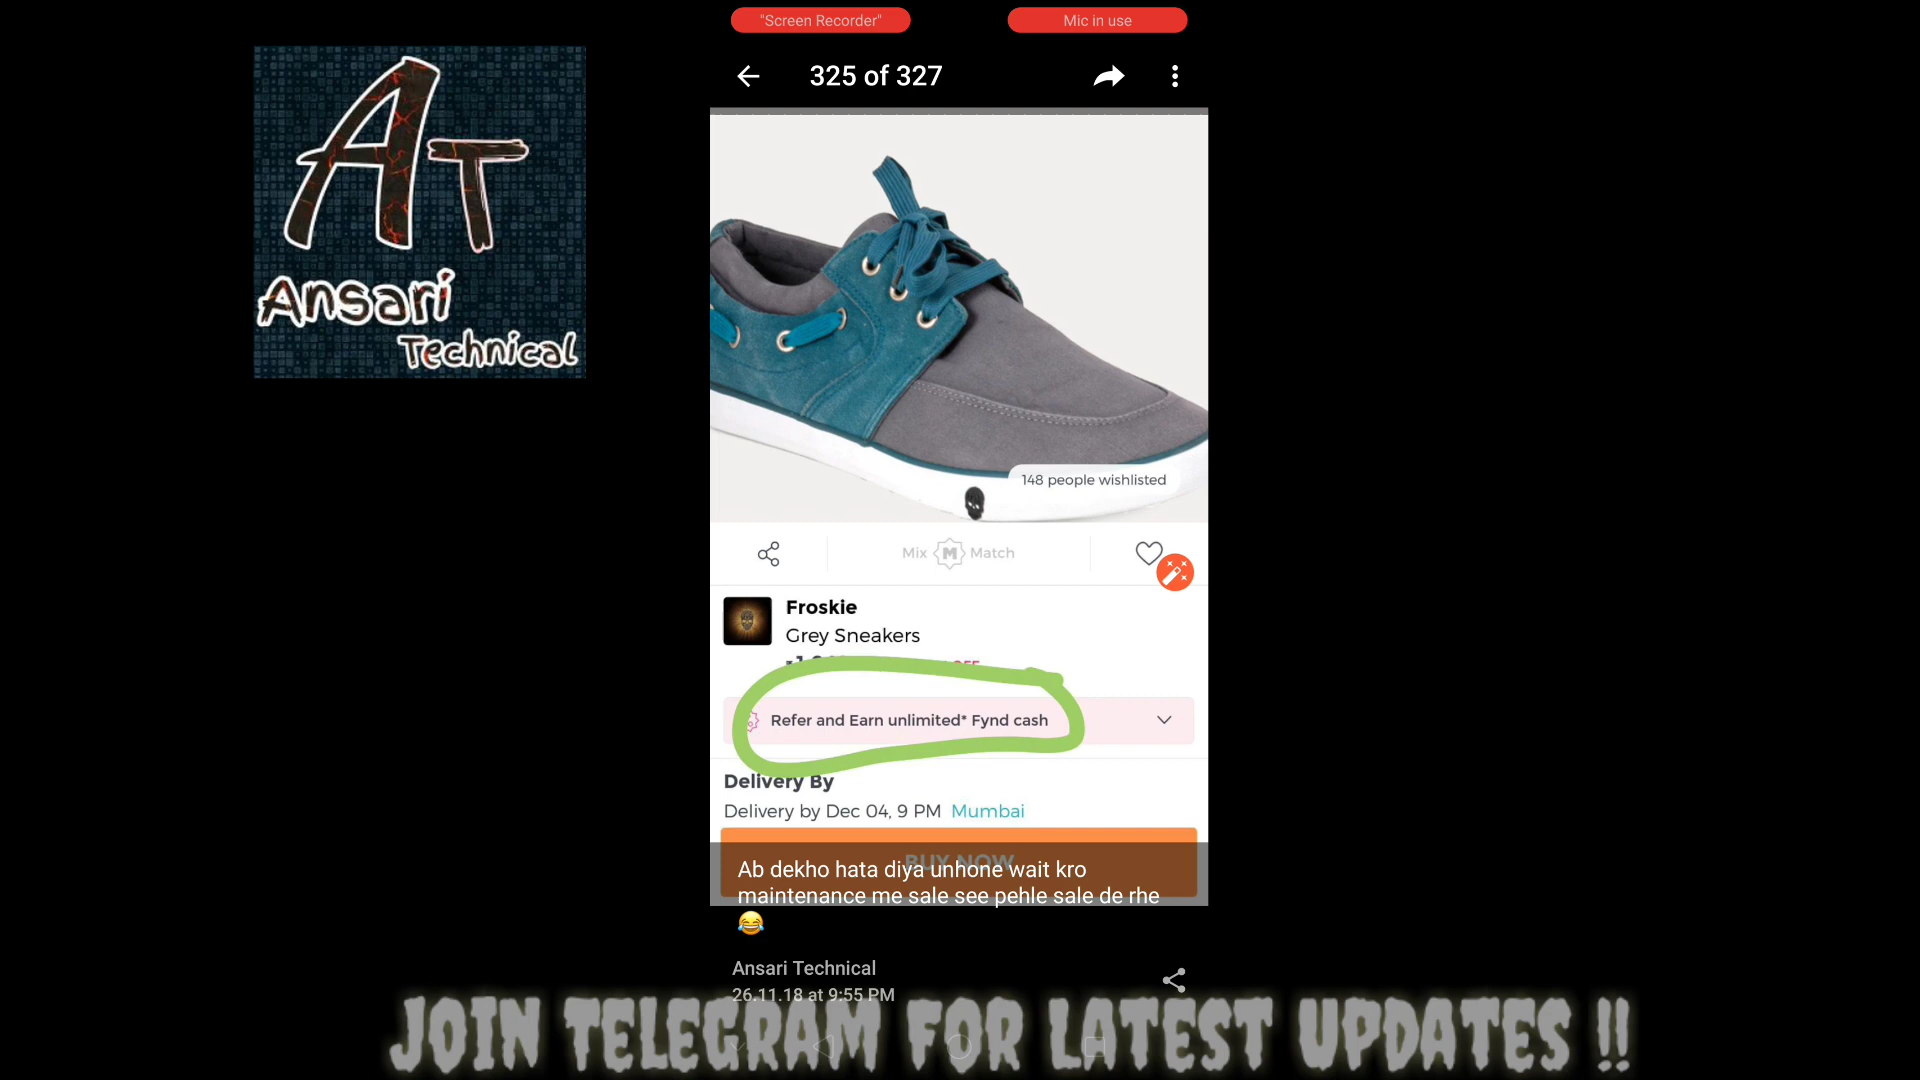 "Screen Recorder"
Mic in use
325 of 327
AT
Ansari
Technical
148 people wishlisted
Mix M Match
Froskie
Grey Sneakers
OFF
Refer and Earn unlimited* Fynd cash
Delivery By
Delivery by Dec 04, 9 PM Mumbai
BUY NOW
Ab dekho hata diya unhone wait kro
maintenance me sale see pehle sale de rhe
😂
Ansari Technical
26.11.18 at 9:55 PM
JOIN TELEGRAM FOR LATEST UPDATES !!